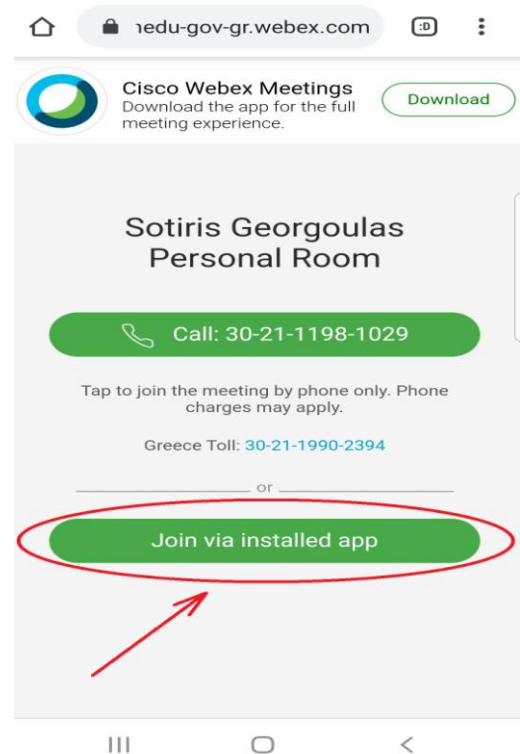 nedu-gov-gr.webex.com :D
Cisco Webex Meetings
Download the app for the full
meeting experience.
Download
Sotiris Georgoulas
Personal Room
Call: 30-21-1198-1029
Tap to join the meeting by phone only. Phone
charges may apply.
Greece Toll: 30-21-1990-2394
or
Join via installed app